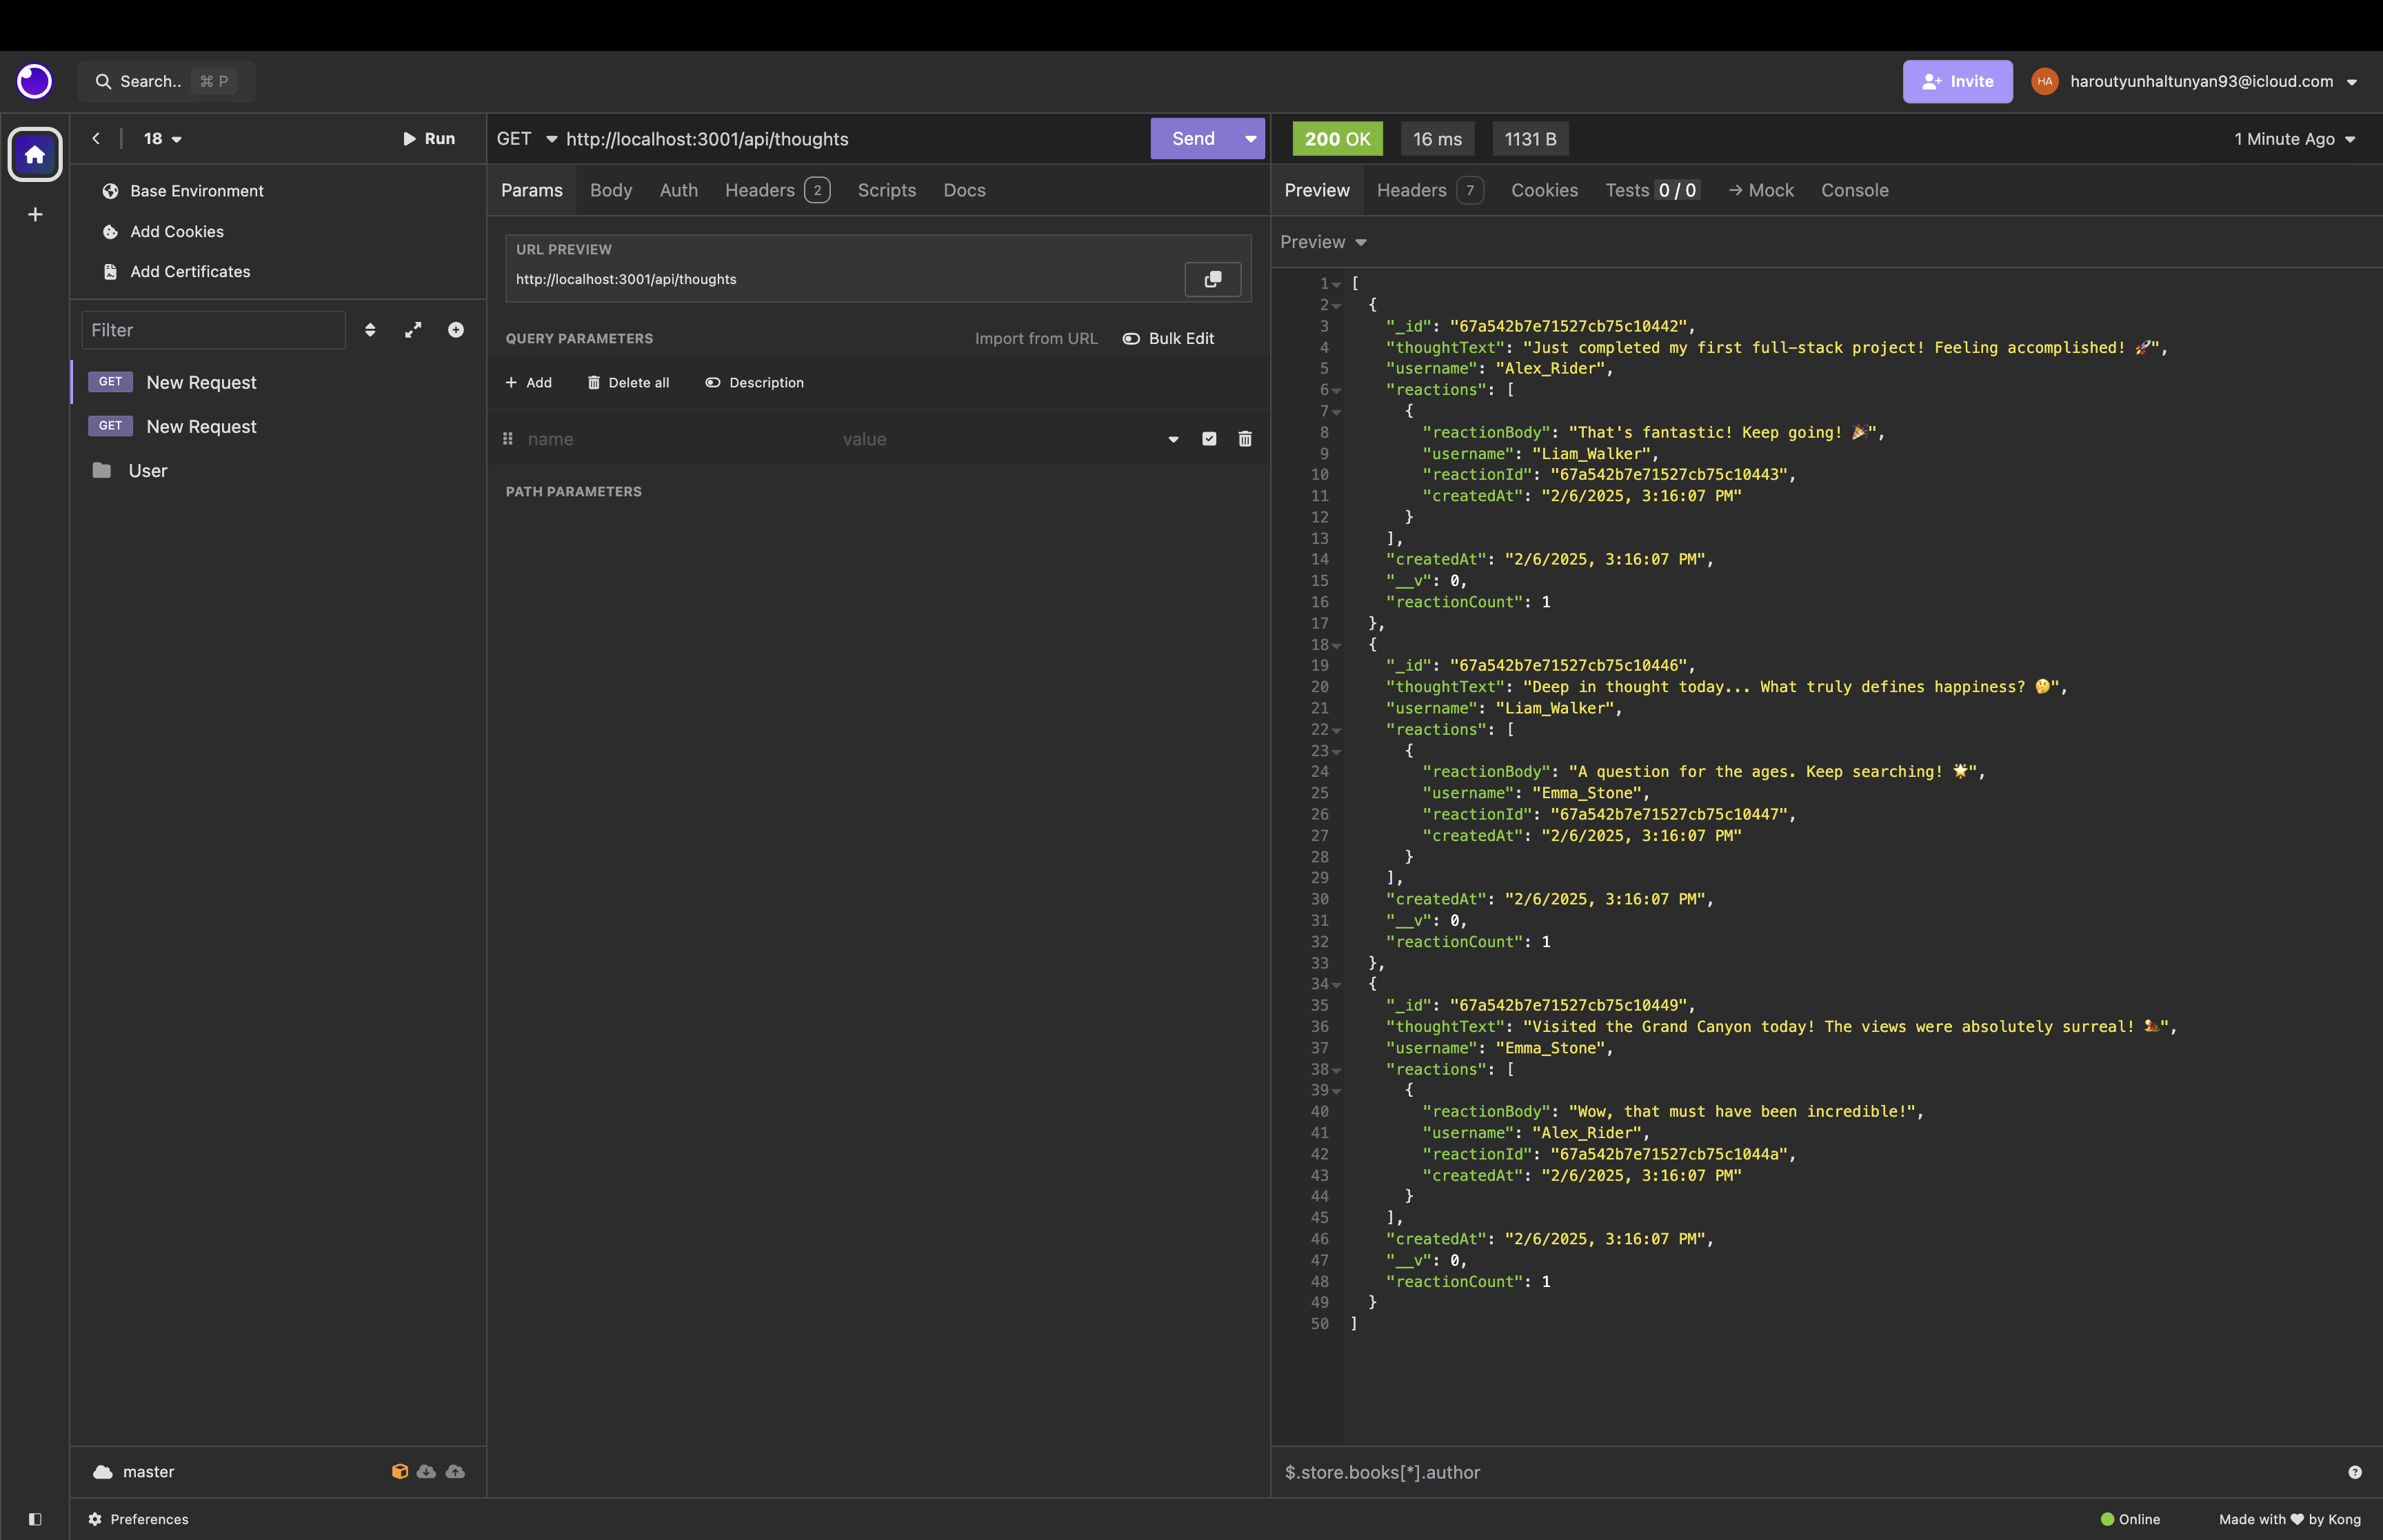 Search.. ⌘ P
Invite
HA haroutyunhaltunyan93@icloud.com
18
Run
Base Environment
Add Cookies
Add Certificates
Filter
GET New Request
GET New Request
User
master
Preferences
GET http://localhost:3001/api/thoughts Send
Params Body Auth Headers 2 Scripts Docs
URL PREVIEW
http://localhost:3001/api/thoughts
QUERY PARAMETERS Import from URL Bulk Edit
+ Add Delete all Description
name value
PATH PARAMETERS
200 OK 16 ms 1131 B 1 Minute Ago
Preview Headers 7 Cookies Tests 0 / 0 → Mock Console
Preview
1 [
2 {
3 "_id": "67a542b7e71527cb75c10442",
4 "thoughtText": "Just completed my first full-stack project! Feeling accomplished! 🚀",
5 "username": "Alex_Rider",
6 "reactions": [
7 {
8 "reactionBody": "That's fantastic! Keep going! 🎉",
9 "username": "Liam_Walker",
10 "reactionId": "67a542b7e71527cb75c10443",
11 "createdAt": "2/6/2025, 3:16:07 PM"
12 }
13 ],
14 "createdAt": "2/6/2025, 3:16:07 PM",
15 "__v": 0,
16 "reactionCount": 1
17 },
18 {
19 "_id": "67a542b7e71527cb75c10446",
20 "thoughtText": "Deep in thought today... What truly defines happiness? 🤔",
21 "username": "Liam_Walker",
22 "reactions": [
23 {
24 "reactionBody": "A question for the ages. Keep searching! 🌟",
25 "username": "Emma_Stone",
26 "reactionId": "67a542b7e71527cb75c10447",
27 "createdAt": "2/6/2025, 3:16:07 PM"
28 }
29 ],
30 "createdAt": "2/6/2025, 3:16:07 PM",
31 "__v": 0,
32 "reactionCount": 1
33 },
34 {
35 "_id": "67a542b7e71527cb75c10449",
36 "thoughtText": "Visited the Grand Canyon today! The views were absolutely surreal! ",
37 "username": "Emma_Stone",
38 "reactions": [
39 {
40 "reactionBody": "Wow, that must have been incredible!",
41 "username": "Alex_Rider",
42 "reactionId": "67a542b7e71527cb75c1044a",
43 "createdAt": "2/6/2025, 3:16:07 PM"
44 }
45 ],
46 "createdAt": "2/6/2025, 3:16:07 PM",
47 "__v": 0,
48 "reactionCount": 1
49 }
50 ]
$.store.books[*].author
Online Made with ❤ by Kong